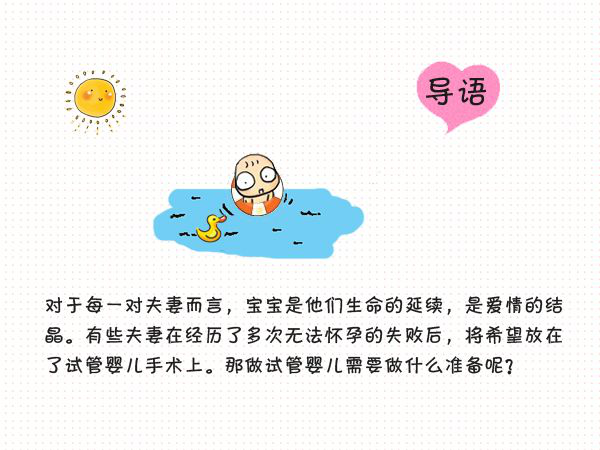 导语
对于每一对夫妻而言，宝宝是他们生命的延续，是爱情的结
晶。有些夫妻在经历了多次无法怀孕的失败后，将希望放在
了试管婴儿手术上。那做试管婴儿需要做什么准备呢？